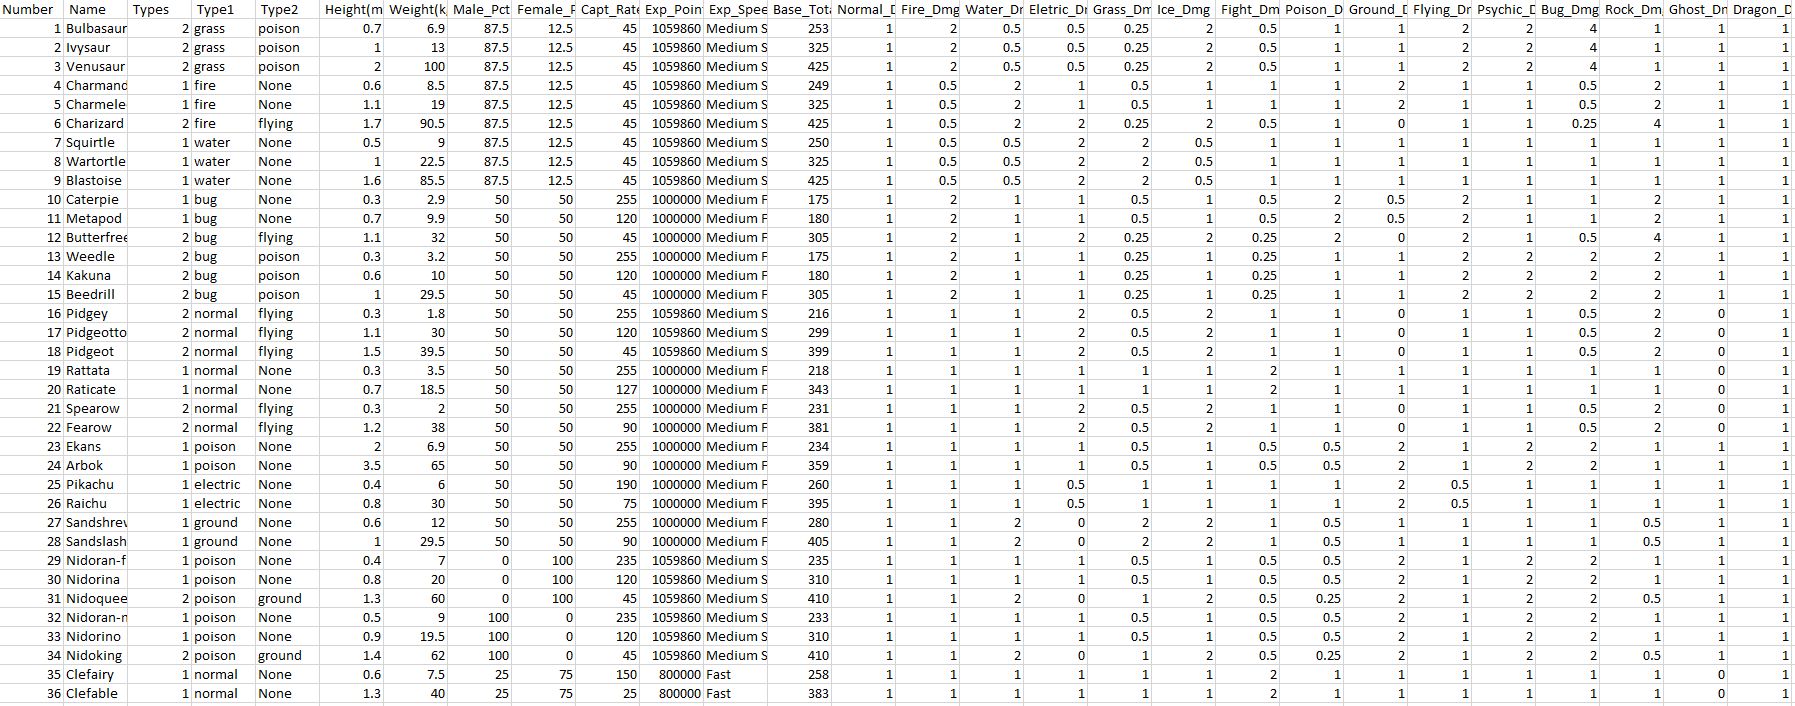 Number Name Types Type1 Type2 Height(m Weight(k Male_Pct Female_P Capt_Rate Exp_Poin Exp_Spee Base_Tota Normal_D Fire_Dmg Water_Dr Eletric_Dr Grass_Dm Ice_Dmg Fight_Dm Poison_D Ground_D Flying_Dr Psychic_D Bug_Dmg Rock_Dm Ghost_Dr Dragon_D
1 Bulbasaur 2 grass poison 0.7 6.9 87.5 12.5 45 1059860 Medium S 253 1 2 0.5 0.5 0.25 2 0.5 1 1 2 2 4 1 1 1
2 Ivysaur 2 grass poison 1 13 87.5 12.5 45 1059860 Medium S 325 1 2 0.5 0.5 0.25 2 0.5 1 1 2 2 4 1 1 1
3 Venusaur 2 grass poison 2 100 87.5 12.5 45 1059860 Medium S 425 1 2 0.5 0.5 0.25 2 0.5 1 1 2 2 4 1 1 1
4 Charmand 1 fire None 0.6 8.5 87.5 12.5 45 1059860 Medium S 249 1 0.5 2 1 0.5 1 1 1 2 1 1 0.5 2 1 1
5 Charmele 1 fire None 1.1 19 87.5 12.5 45 1059860 Medium S 325 1 0.5 2 1 0.5 1 1 1 2 1 1 0.5 2 1 1
6 Charizard 2 fire flying 1.7 90.5 87.5 12.5 45 1059860 Medium S 425 1 0.5 2 2 0.25 2 0.5 1 0 1 1 0.25 4 1 1
7 Squirtle 1 water None 0.5 9 87.5 12.5 45 1059860 Medium S 250 1 0.5 0.5 2 2 0.5 1 1 1 1 1 1 1 1 1
8 Wartortle 1 water None 1 22.5 87.5 12.5 45 1059860 Medium S 325 1 0.5 0.5 2 2 0.5 1 1 1 1 1 1 1 1 1
9 Blastoise 1 water None 1.6 85.5 87.5 12.5 45 1059860 Medium S 425 1 0.5 0.5 2 2 0.5 1 1 1 1 1 1 1 1 1
10 Caterpie 1 bug None 0.3 2.9 50 50 255 1000000 Medium F 175 1 2 1 1 0.5 1 0.5 2 0.5 2 1 1 2 1 1
11 Metapod 1 bug None 0.7 9.9 50 50 120 1000000 Medium F 180 1 2 1 1 0.5 1 0.5 2 0.5 2 1 1 2 1 1
12 Butterfree 2 bug flying 1.1 32 50 50 45 1000000 Medium F 305 1 2 1 2 0.25 2 0.25 2 0 2 1 0.5 4 1 1
13 Weedle 2 bug poison 0.3 3.2 50 50 255 1000000 Medium F 175 1 2 1 1 0.25 1 0.25 1 1 2 2 2 2 1 1
14 Kakuna 2 bug poison 0.6 10 50 50 120 1000000 Medium F 180 1 2 1 1 0.25 1 0.25 1 1 2 2 2 2 1 1
15 Beedrill 2 bug poison 1 29.5 50 50 45 1000000 Medium F 305 1 2 1 1 0.25 1 0.25 1 1 2 2 2 2 1 1
16 Pidgey 2 normal flying 0.3 1.8 50 50 255 1059860 Medium S 216 1 1 1 2 0.5 2 1 1 0 1 1 0.5 2 0 1
17 Pidgeotto 2 normal flying 1.1 30 50 50 120 1059860 Medium S 299 1 1 1 2 0.5 2 1 1 0 1 1 0.5 2 0 1
18 Pidgeot 2 normal flying 1.5 39.5 50 50 45 1059860 Medium S 399 1 1 1 2 0.5 2 1 1 0 1 1 0.5 2 0 1
19 Rattata 1 normal None 0.3 3.5 50 50 255 1000000 Medium F 218 1 1 1 1 1 1 2 1 1 1 1 1 1 0 1
20 Raticate 1 normal None 0.7 18.5 50 50 127 1000000 Medium F 343 1 1 1 1 1 1 2 1 1 1 1 1 1 0 1
21 Spearow 2 normal flying 0.3 2 50 50 255 1000000 Medium F 231 1 1 1 2 0.5 2 1 1 0 1 1 0.5 2 0 1
22 Fearow 2 normal flying 1.2 38 50 50 90 1000000 Medium F 381 1 1 1 2 0.5 2 1 1 0 1 1 0.5 2 0 1
23 Ekans 1 poison None 2 6.9 50 50 255 1000000 Medium F 234 1 1 1 1 0.5 1 0.5 0.5 2 1 2 2 1 1 1
24 Arbok 1 poison None 3.5 65 50 50 90 1000000 Medium F 359 1 1 1 1 0.5 1 0.5 0.5 2 1 2 2 1 1 1
25 Pikachu 1 electric None 0.4 6 50 50 190 1000000 Medium F 260 1 1 1 0.5 1 1 1 1 2 0.5 1 1 1 1 1
26 Raichu 1 electric None 0.8 30 50 50 75 1000000 Medium F 395 1 1 1 0.5 1 1 1 1 2 0.5 1 1 1 1 1
27 Sandshrew 1 ground None 0.6 12 50 50 255 1000000 Medium F 280 1 1 2 0 2 2 1 0.5 1 1 1 1 0.5 1 1
28 Sandslash 1 ground None 1 29.5 50 50 90 1000000 Medium F 405 1 1 2 0 2 2 1 0.5 1 1 1 1 0.5 1 1
29 Nidoran-f 1 poison None 0.4 7 0 100 235 1059860 Medium S 235 1 1 1 1 0.5 1 0.5 0.5 2 1 2 2 1 1 1
30 Nidorina 1 poison None 0.8 20 0 100 120 1059860 Medium S 310 1 1 1 1 0.5 1 0.5 0.5 2 1 2 2 1 1 1
31 Nidoquee 2 poison ground 1.3 60 0 100 45 1059860 Medium S 410 1 1 2 0 1 2 0.5 0.25 2 1 2 2 0.5 1 1
32 Nidoran-n 1 poison None 0.5 9 100 0 235 1059860 Medium S 233 1 1 1 1 0.5 1 0.5 0.5 2 1 2 2 1 1 1
33 Nidorino 1 poison None 0.9 19.5 100 0 120 1059860 Medium S 310 1 1 1 1 0.5 1 0.5 0.5 2 1 2 2 1 1 1
34 Nidoking 2 poison ground 1.4 62 100 0 45 1059860 Medium S 410 1 1 2 0 1 2 0.5 0.25 2 1 2 2 0.5 1 1
35 Clefairy 1 normal None 0.6 7.5 25 75 150 800000 Fast 258 1 1 1 1 1 1 2 1 1 1 1 1 1 0 1
36 Clefable 1 normal None 1.3 40 25 75 25 800000 Fast 383 1 1 1 1 1 1 2 1 1 1 1 1 1 0 1